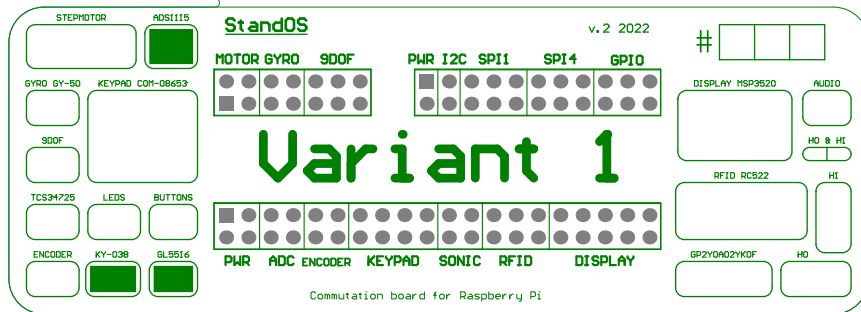 STEPMOTOR ADS1115 StandOS v.2 2022 #
MOTOR GYRO 9DOF PWR I2C SPI1 SPI4 GPIO
GYRO GY-50 KEYPAD COM-08653 DISPLAY MSP3520 AUDIO
9DOF Variant 1 HO & HI
TCS34725 LEDS BUTTONS RFID RC522 HI
ENCODER KY-038 GL5516 PWR ADC ENCODER KEYPAD SONIC RFID DISPLAY GP2Y0A02YK0F HO
Commutation board for Raspberry Pi